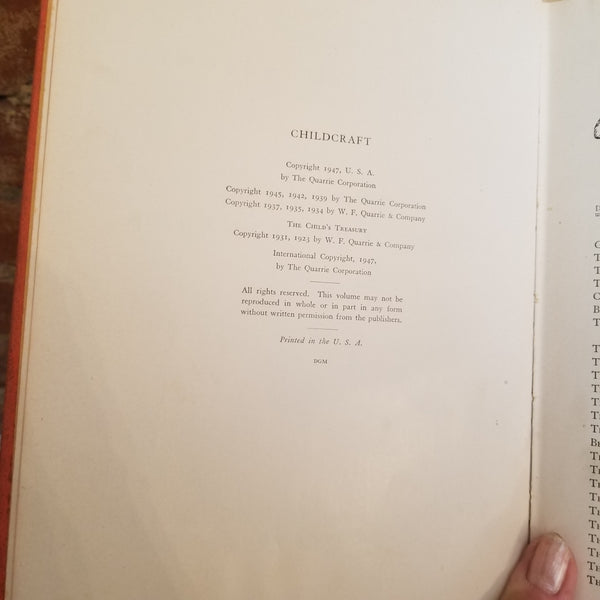 CHILDCRAFT
Copyright 1947, U. S. A.
by The Quarrie Corporation
Copyright 1945, 1942, 1939 by The Quarrie Corporation
Copyright 1937, 1935, 1934 by W. F. Quarrie & Company
The Child's Treasury
Copyright 1931, 1923 by W. F. Quarrie & Company
International Copyright, 1947,
by The Quarrie Corporation
All rights reserved. This volume may not be
reproduced in whole or in part in any form
without written permission from the publishers.
Printed in the U. S. A.
DGM